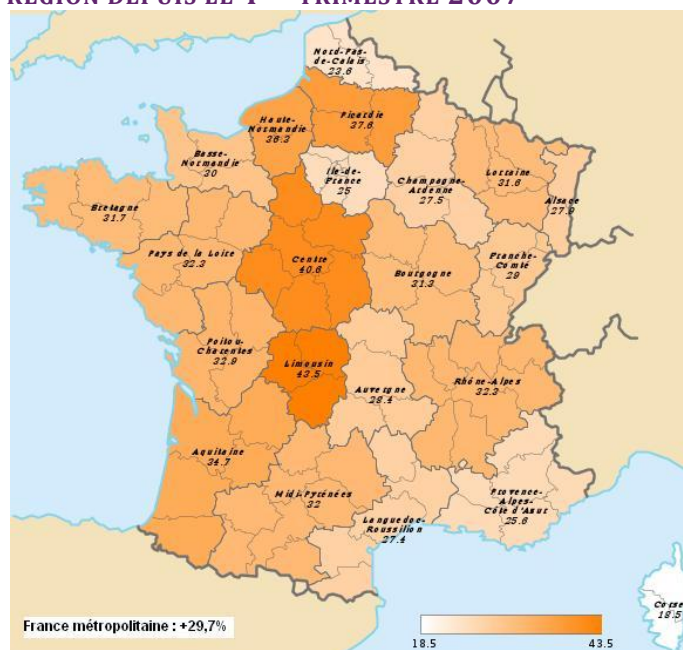 RÉGION DEPUIS LE TRIMESTRE 2007
Nord-Pas-
de-Calais
23.6
Picardie
37.6
Haute-
Normandie
36.3
Basse-
Normandie
30
Île-de-
France
25
Champagne-
Ardenne
27.5
Lorraine
31.6
Alsace
27.9
Bretagne
31.7
Pays de la Loire
32.3
Centre
40.6
Bourgogne
31.3
Franche-
Comté
29
Poitou-
Charentes
32.9
Limousin
43.5
Auvergne
28.4
Rhône-Alpes
32.3
Aquitaine
34.7
Midi-Pyrénées
32
Languedoc-
Roussillon
27.4
Provence-
Alpes-
Côte d'Azur
25.6
Corse
18.5
France métropolitaine : +29,7%
18.5 43.5